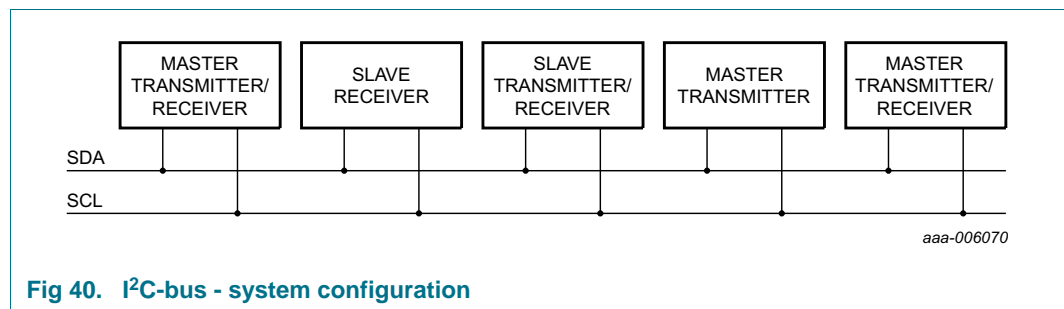 MASTER
TRANSMITTER/
RECEIVER
SLAVE
RECEIVER
SLAVE
TRANSMITTER/
RECEIVER
MASTER
TRANSMITTER
MASTER
TRANSMITTER/
RECEIVER
SDA
SCL
aaa-006070
Fig 40. I²C-bus - system configuration